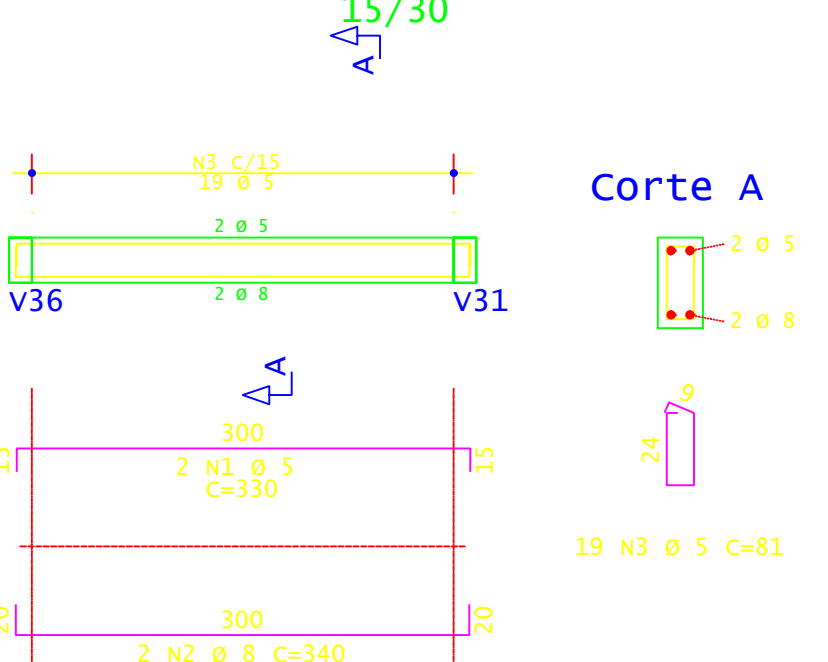 15/30
A
N3 C/15
19 Ø 5
Corte A
2 Ø 5
2 Ø 5
2 Ø 8
V36
V31
2 Ø 8
A
9
300
24
15
15
2 N1 Ø 5
C=330
19 N3 Ø 5 C=81
20
300
20
2 N2 Ø 8 C=340